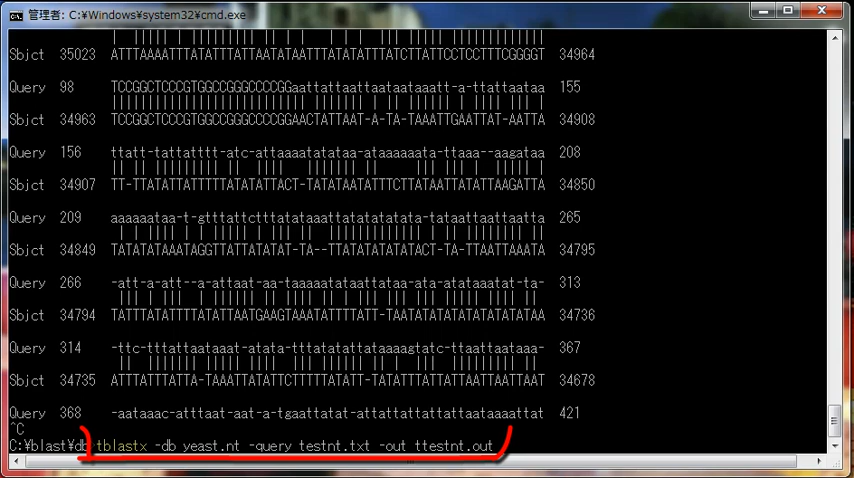 管理者: C:¥Windows¥system32¥cmd.exe
Sbjct 35023 ATTTAAAATTTATATTTATTAATATAATTTATATATTTATCTTATTCCTCCTTTCGGGGT 34964
Query 98 TCCGGCTCCCGTGGCCGGGCCCCGGaattattaattaataataaatt-a-ttattaataa 155
Sbjct 34963 TCCGGCTCCCGTGGCCGGGCCCCGGAACTATTAAT-A-TA-TAAATTGAATTAT-AATTA 34908
Query 156 ttatt-tattatttt-atc-attaaaatatataa-ataaaaaata-ttaaa--aagataa 208
Sbjct 34907 TT-TTATATTATTTTTATATATTACT-TATATAATATTTCTTATAATTATATTAAGATTA 34850
Query 209 aaaaaataa-t-gtttattctttatataaattatatatatata-tataattaattaatta 265
Sbjct 34849 TATATATAAATAGGTTATTATATAT-TA--TTATATATATATACT-TA-TTAATTAAATA 34795
Query 266 -att-a-att--a-attaat-aa-taaaaatattataattaat-aata-atataaatat-ta- 313
Sbjct 34794 TATTTATATTTTATATTAATGAAGTAAATATTTTATT-TAATATATATATATATATATAA 34736
Query 314 -ttc-tttattaataaat-atata-tttatatattataaaagtatc-ttaattaataaa- 367
Sbjct 34735 ATTTATTTATTA-TAAATTATATTCTTTTTATATT-TATATTTATTATTAATTAATTAAT 34678
Query 368 -aataaac-atttaat-aat-a-tgaattatat-attattattattattaataaaattat 421
^C
C:¥blast¥db tblastx -db yeast.nt -query testnt.txt -out ttestnt.out